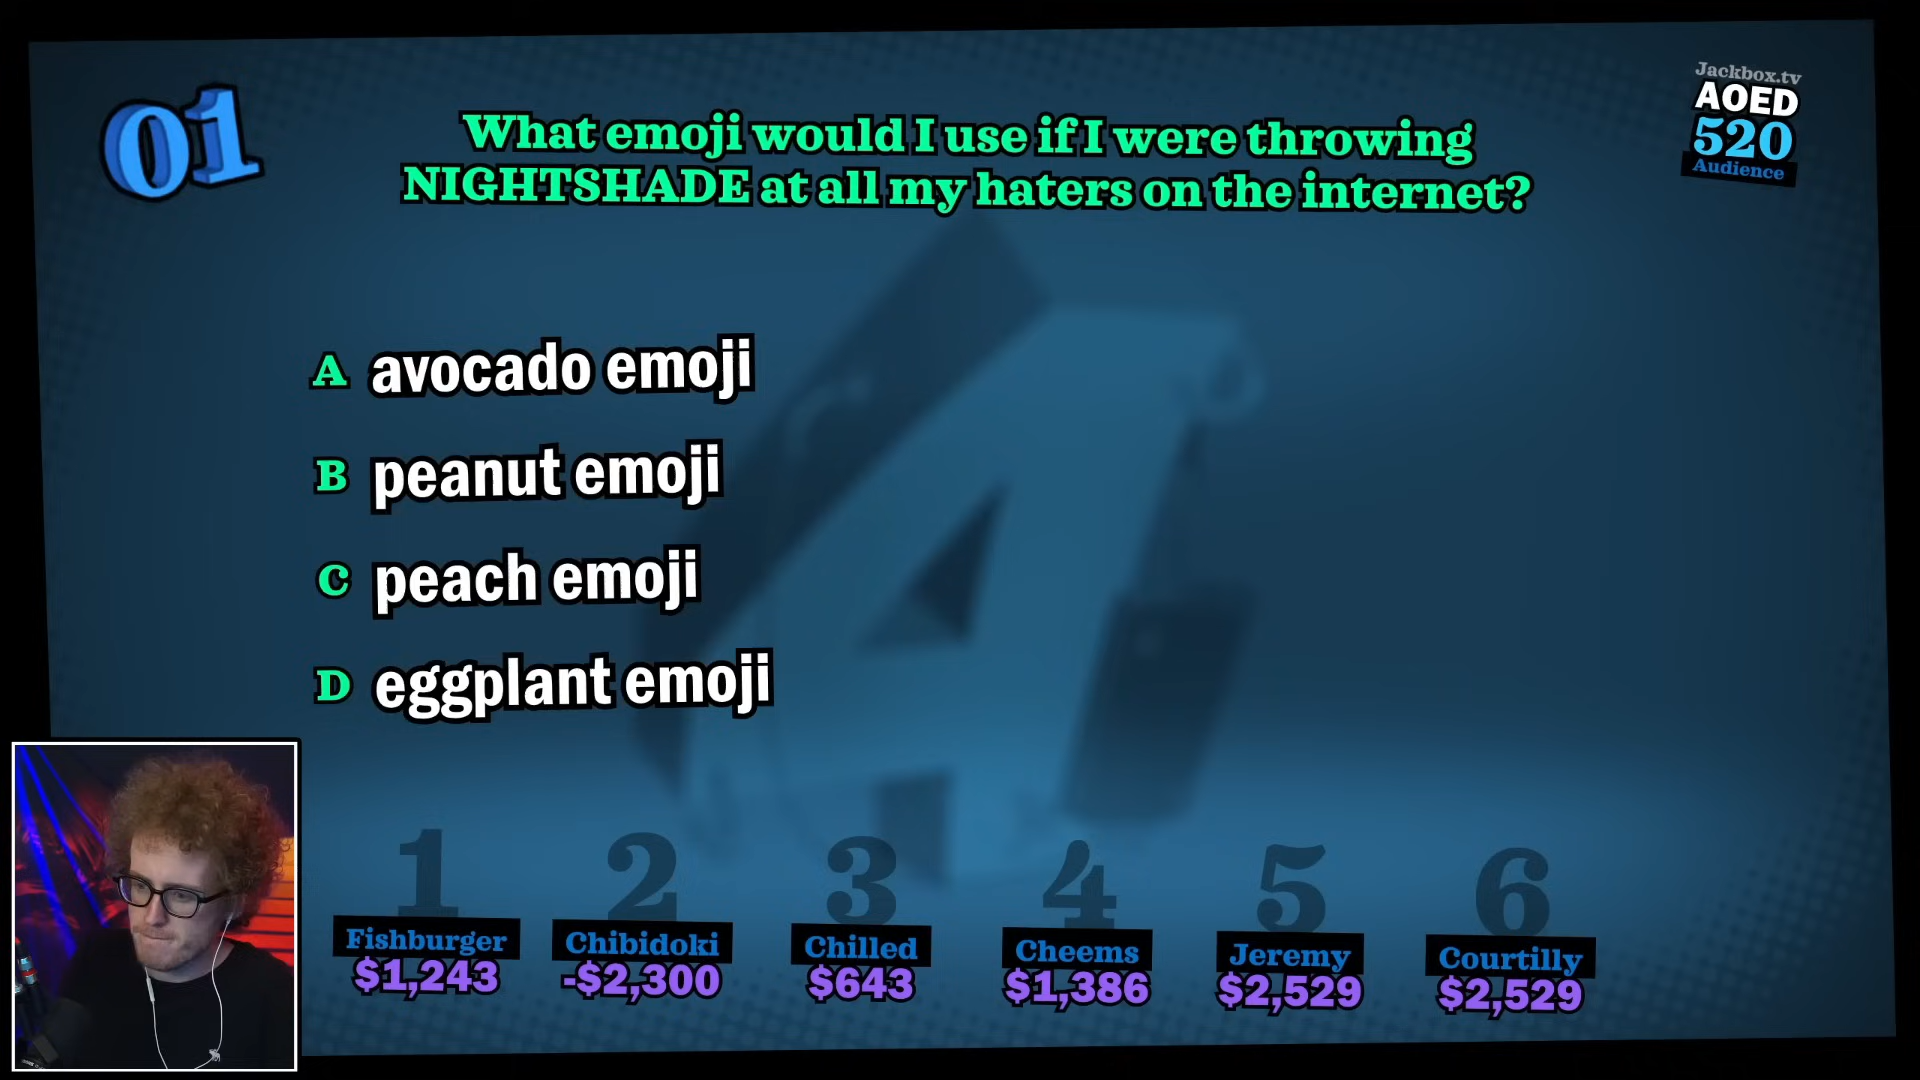 01
What emoji would I use if I were throwing
NIGHTSHADE at all my haters on the internet?
Jackbox.tv
AOED
520
Audience
A avocado emoji
B peanut emoji
C peach emoji
D eggplant emoji
1 2 3 4 5 6
Fishburger Chibidoki Chilled Cheems Jeremy Courtilly
$1,243 -$2,300 $643 $1,386 $2,529 $2,529